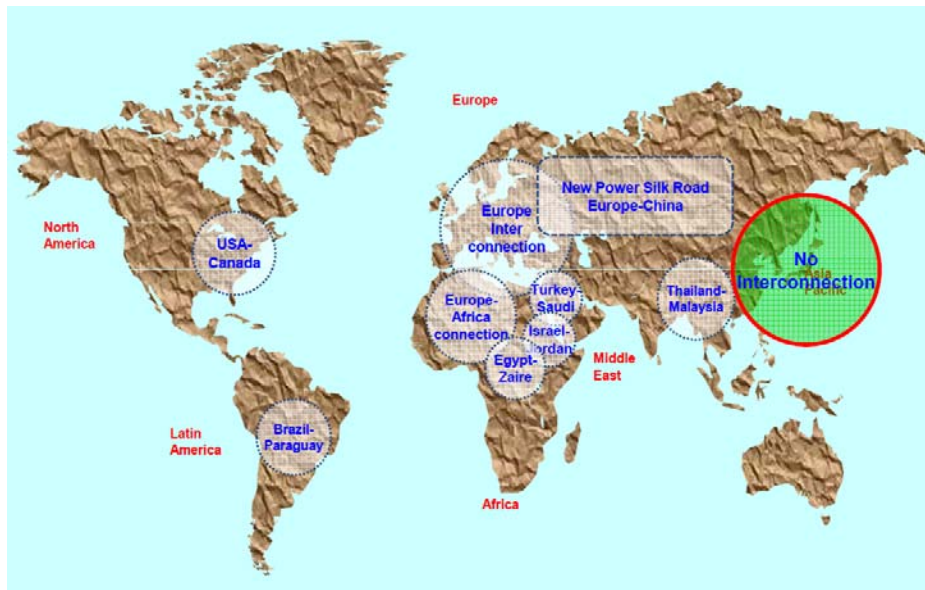 Europe
New Power Silk Road
Europe-China
Europe
Inter
connection
North
America
USA-
Canada
No
Interconnection
Asia
Pacific
Turkey-
Saudi
Thailand-
Malaysia
Europe-
Africa
connection
Israel-
Jordan
Egypt-
Zaire
Middle
East
Latin
America
Brazil-
Paraguay
Africa